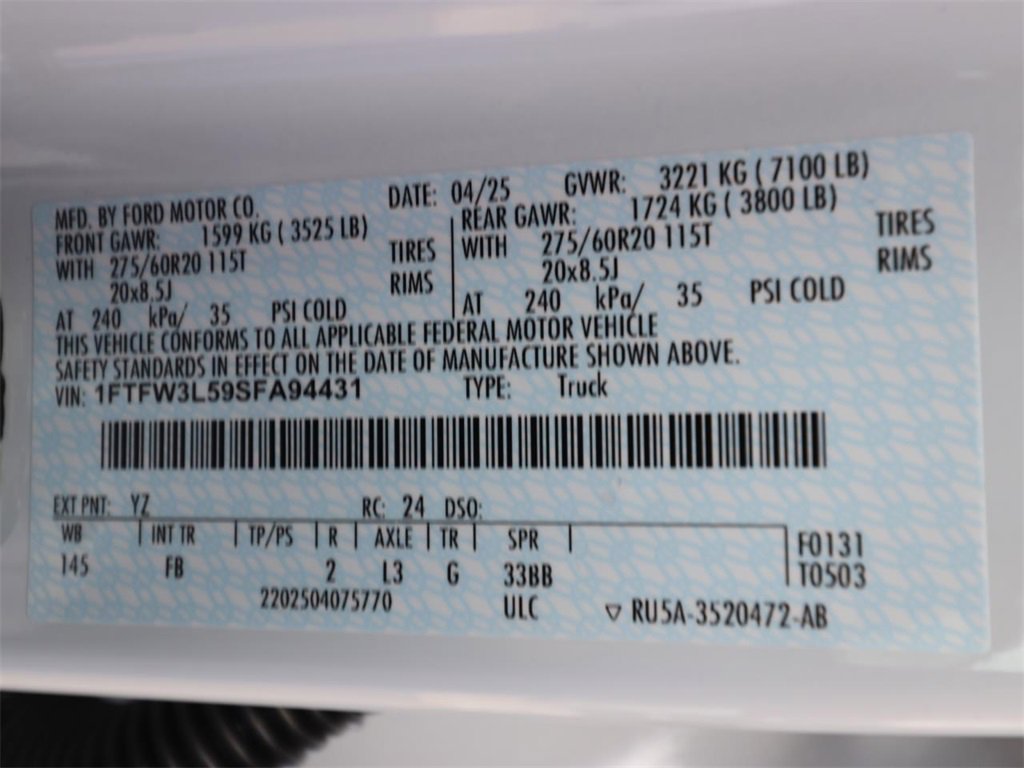 MFD. BY FORD MOTOR CO. DATE: 04/25 GVWR: 3221 KG ( 7100 LB)
FRONT GAWR: 1599 KG ( 3525 LB) REAR GAWR: 1724 KG ( 3800 LB)
WITH 275/60R20 115T TIRES WITH 275/60R20 115T TIRES
20x8.5J RIMS 20x8.5J RIMS
AT 240 kPa/ 35 PSI COLD AT 240 kPa/ 35 PSI COLD
THIS VEHICLE CONFORMS TO ALL APPLICABLE FEDERAL MOTOR VEHICLE
SAFETY STANDARDS IN EFFECT ON THE DATE OF MANUFACTURE SHOWN ABOVE.
VIN: 1FTFW3L59SFA94431 TYPE: Truck
EXT PNT: YZ RC: 24 DSO:
WB INT TR TP/PS R AXLE TR SPR F0131
145 FB 2 L3 G 33BB T0503
2202504075770 ULC ▽ RU5A-3520472-AB